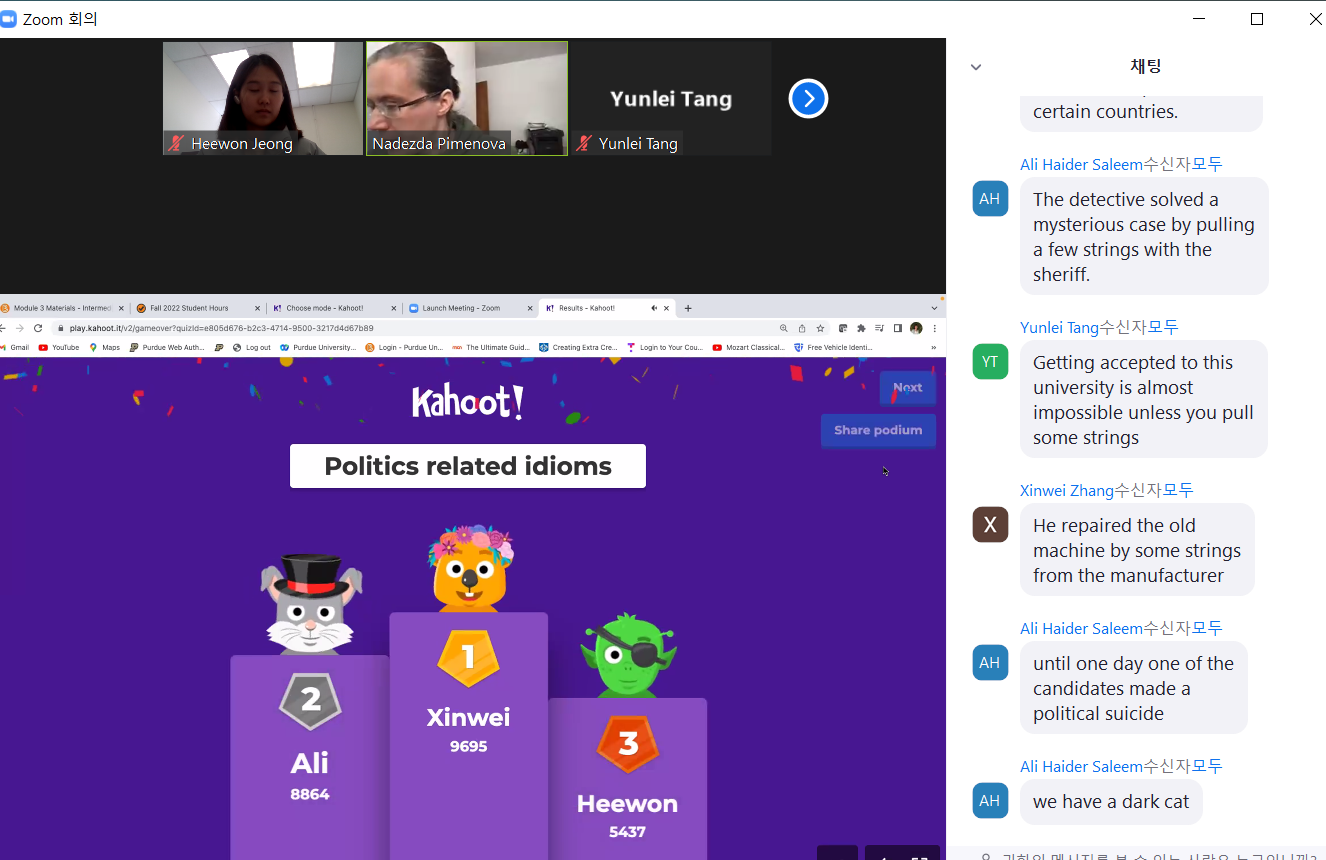 Zoom 회의
Heewon Jeong
Nadezda Pimenova
Yunlei Tang
Yunlei Tang
Module 3 Materials - Intermedi
Fall 2022 Student Hours
K! Choose mode - Kahoot!
Launch Meeting - Zoom
K! Results - Kahoot!
play.kahoot.it/v2/gameover?quizId=e805d676-b2c3-4714-9500-3217d4d67b89
Gmail
YouTube
Maps
Purdue Web Auth...
Log out
Purdue University...
Login - Purdue Un...
The Ultimate Guid...
Creating Extra Cre...
Login to Your Cou...
Mozart Classical...
Free Vehicle Identi...
Kahoot!
Next
Share podium
Politics related idioms
2
Ali
8864
1
Xinwei
9695
3
Heewon
5437
채팅
certain countries.
Ali Haider Saleem수신자모두
AH
The detective solved a
mysterious case by pulling
a few strings with the
sheriff.
Yunlei Tang수신자모두
YT
Getting accepted to this
university is almost
impossible unless you pull
some strings
Xinwei Zhang수신자모두
X
He repaired the old
machine by some strings
from the manufacturer
Ali Haider Saleem수신자모두
AH
until one day one of the
candidates made a
political suicide
Ali Haider Saleem수신자모두
AH
we have a dark cat